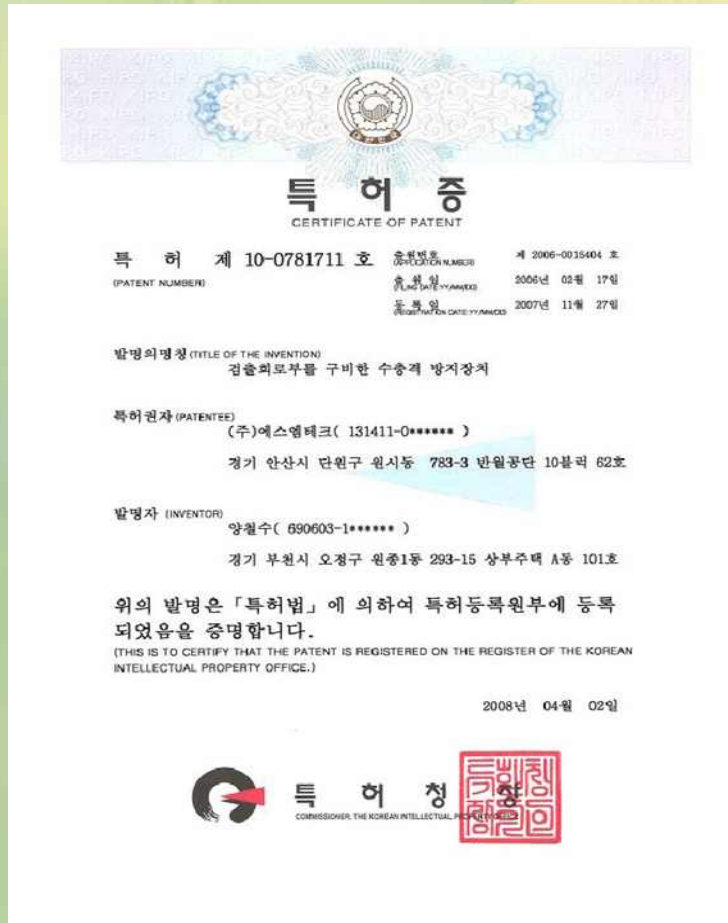 특 허 증
CERTIFICATE OF PATENT
특 허 제 10-0781711 호
(PATENT NUMBER)
출원번호 제 2006-0015404 호
(APPLICATION NUMBER)
출 원 일 2006년 02월 17일
(FILING DATE:YY/MM/DD)
등 록 일 2007년 11월 27일
(REGISTRATION DATE:YY/MM/DD)
발명의명칭 (TITLE OF THE INVENTION)
검출회로부를 구비한 수충격 방지장치
특허권자 (PATENTEE)
(주)에스엠테크( 131411-0****** )
경기 안산시 단원구 원시동 783-3 반월공단 10블럭 62호
발명자 (INVENTOR)
양철수( 690603-1****** )
경기 부천시 오정구 원종1동 293-15 상부주택 A동 101호
위의 발명은 「특허법」에 의하여 특허등록원부에 등록
되었음을 증명합니다.
(THIS IS TO CERTIFY THAT THE PATENT IS REGISTERED ON THE REGISTER OF THE KOREAN
INTELLECTUAL PROPERTY OFFICE.)
2008년 04월 02일
특 허 청 장
COMMISSIONER, THE KOREAN INTELLECTUAL PROPERTY OFFICE